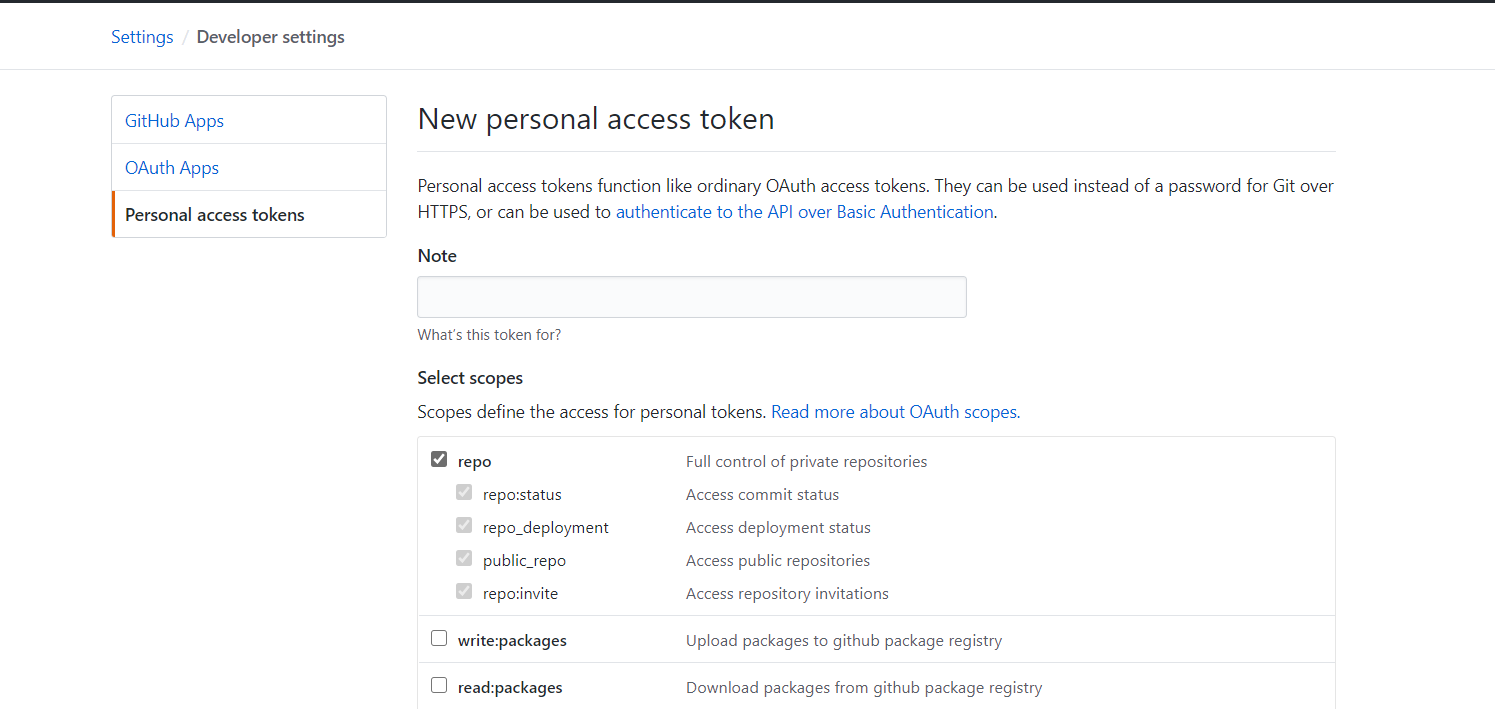 Settings / Developer settings
GitHub Apps
OAuth Apps
Personal access tokens
New personal access token
Personal access tokens function like ordinary OAuth access tokens. They can be used instead of a password for Git over
HTTPS, or can be used to authenticate to the API over Basic Authentication.
Note
What's this token for?
Select scopes
Scopes define the access for personal tokens. Read more about OAuth scopes.
repo Full control of private repositories
repo:status Access commit status
repo_deployment Access deployment status
public_repo Access public repositories
repo:invite Access repository invitations
write:packages Upload packages to github package registry
read:packages Download packages from github package registry